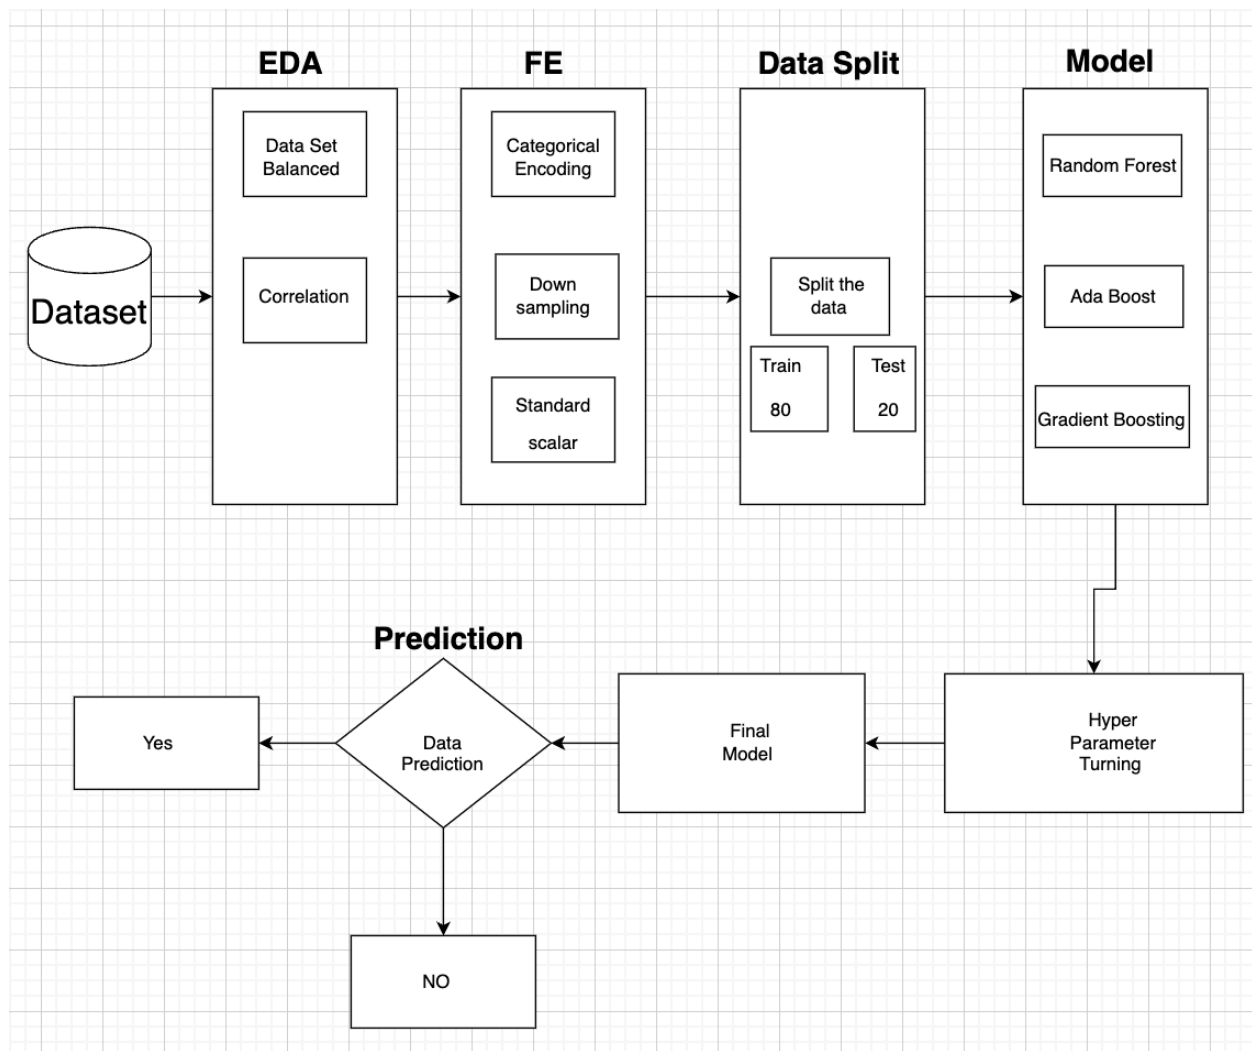 EDA
FE
Data Split
Model
Data Set
Balanced
Categorical
Encoding
Random Forest
Dataset
Correlation
Down
sampling
Split the
data
Ada Boost
Train
80
Test
20
Standard
scalar
Gradient Boosting
Prediction
Yes
Data
Prediction
Final
Model
Hyper
Parameter
Turning
NO